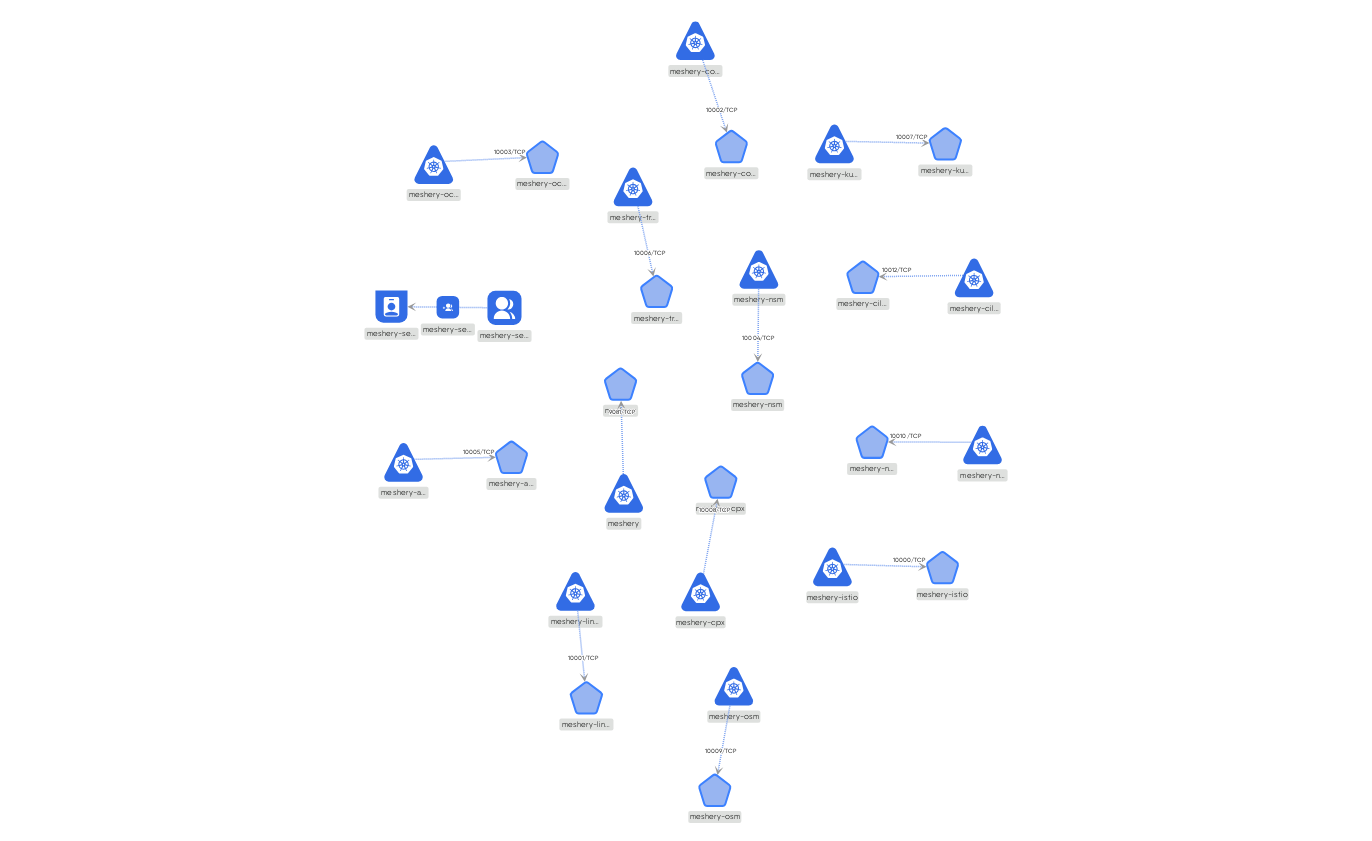 meshery-co...
10002/TCP
meshery-co...
10007/TCP
meshery-ku...
meshery-ku...
10003/TCP
meshery-oc...
meshery-oc...
meshery-tr...
10006/TCP
meshery-tr...
meshery-nsm
10004/TCP
meshery-nsm
10012/TCP
meshery-cil...
meshery-cil...
meshery-se...
meshery-se...
meshery-se...
meshery
10005/TCP
meshery-a...
meshery-a...
10010/TCP
meshery-n...
meshery-n...
10008/TCP
meshery-cpx
10000/TCP
meshery-istio
meshery-istio
meshery-lin...
10001/TCP
meshery-lin...
meshery-osm
10009/TCP
meshery-osm